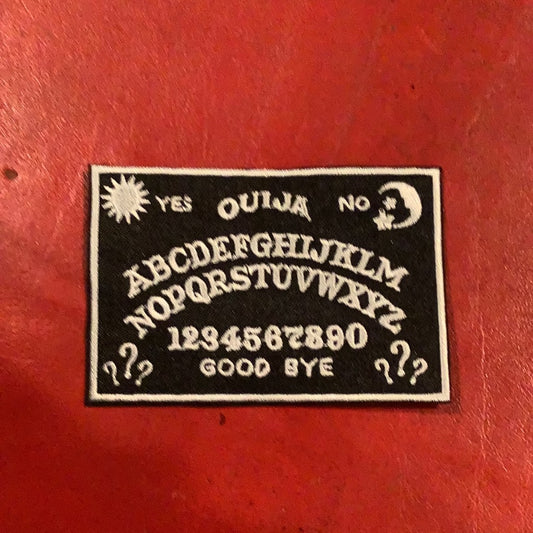 YES OUIJA NO
ABCDEFGHIJKLM
NOPQRSTUVWXYZ
1234567890
GOOD BYE
??? ???